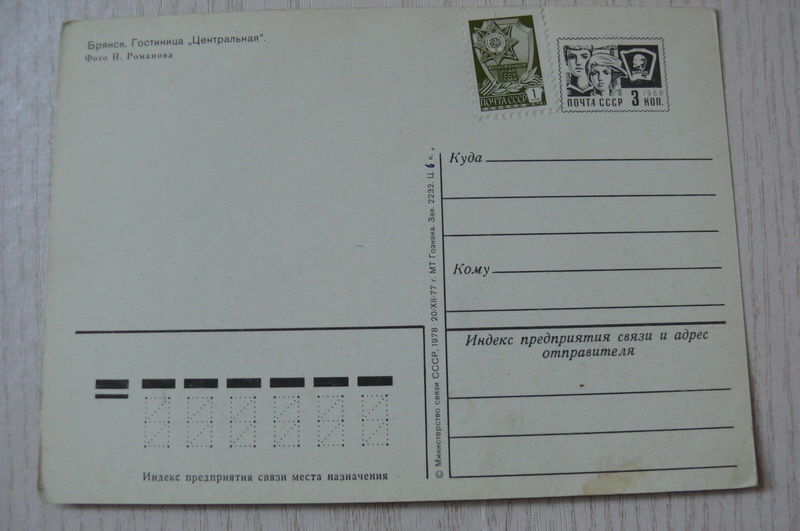 Брянск. Гостиница „Центральная".
Фото Н. Романова
ПОЧТА СССР
1
1966
ПОЧТА СССР 3 КОП.
Куда
Кому
Индекс предприятия связи и адрес
отправителя
© Министерство связи СССР, 1978 20/XII-77 г. МТ Гознака. Зак. 2232. Ц. 6 к.
Индекс предприятия связи места назначения